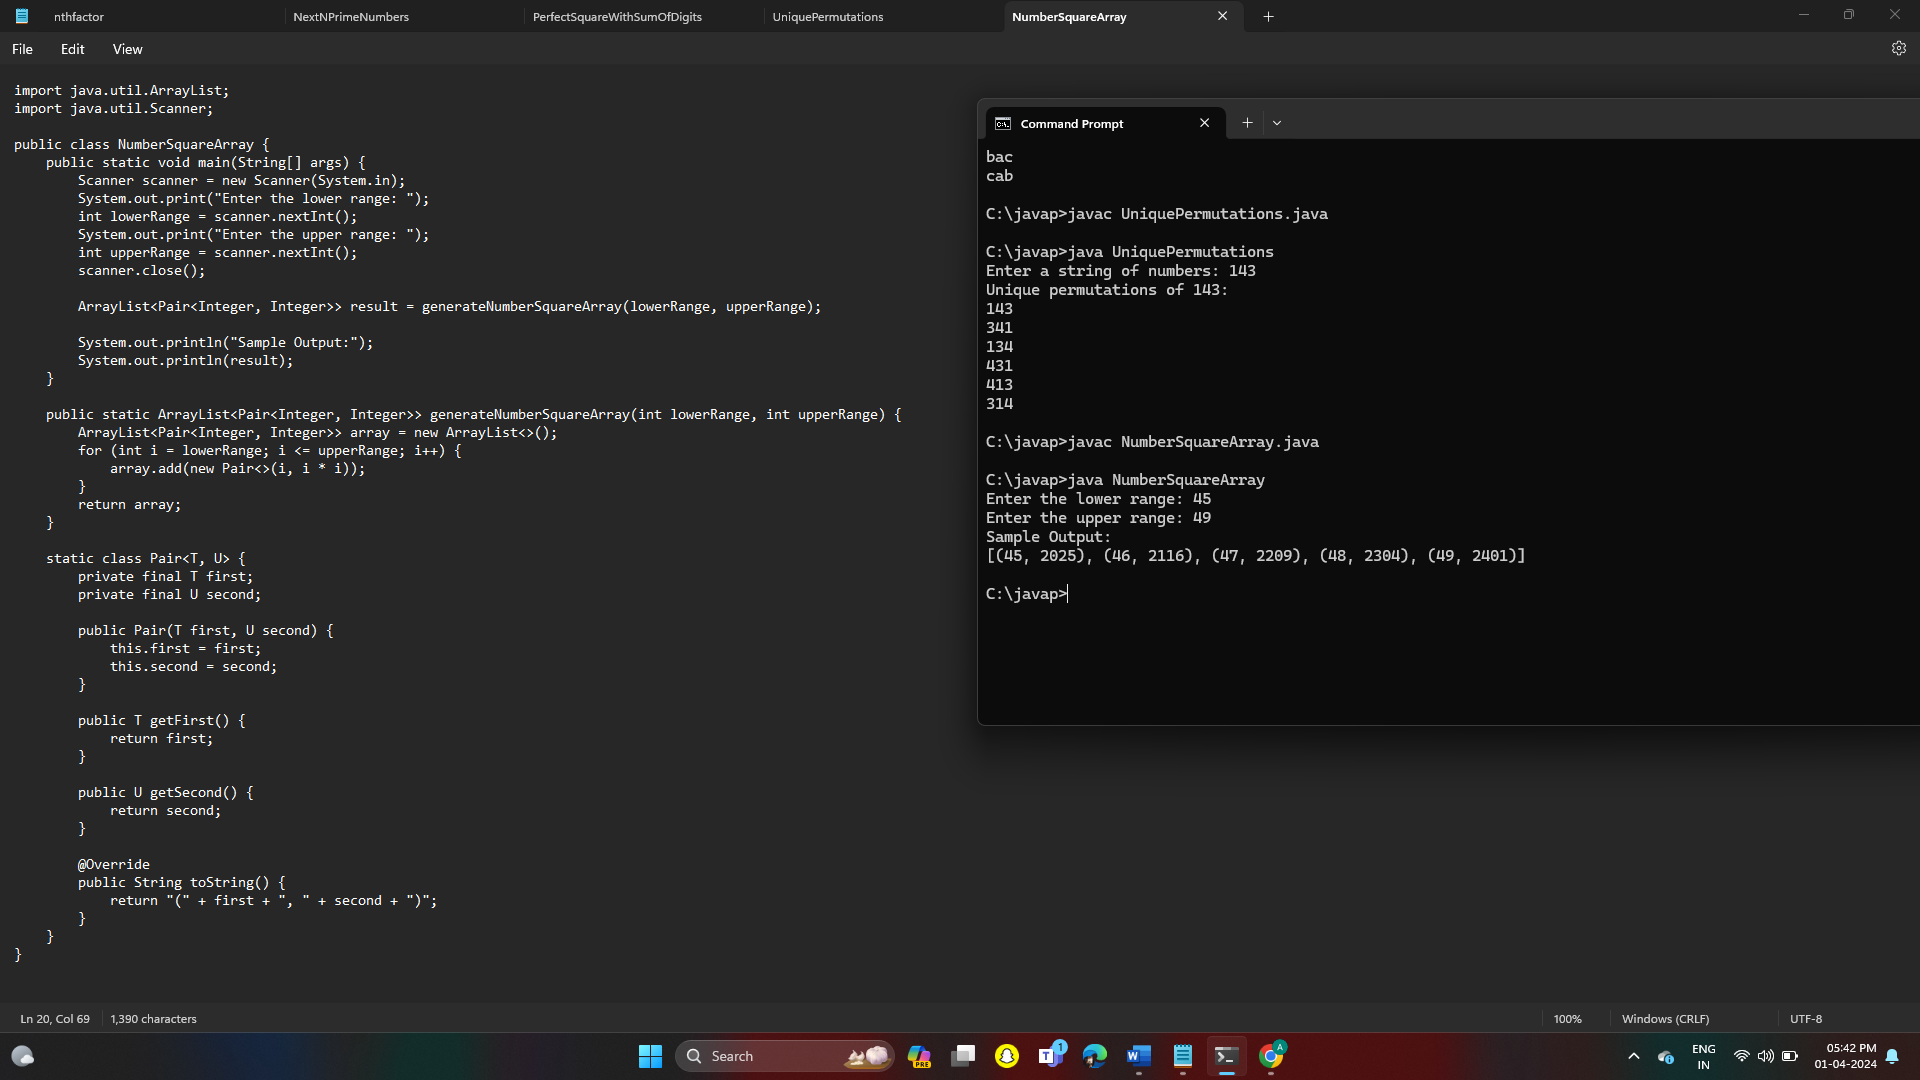 nthfactor
NextNPrimeNumbers
PerfectSquareWithSumOfDigits
UniquePermutations
NumberSquareArray
File
Edit
View
import java.util.ArrayList;
import java.util.Scanner;
public class NumberSquareArray {
public static void main(String[] args) {
Scanner scanner = new Scanner(System.in);
System.out.print("Enter the lower range: ");
int lowerRange = scanner.nextInt();
System.out.print("Enter the upper range: ");
int upperRange = scanner.nextInt();
scanner.close();
ArrayList<Pair<Integer, Integer>> result = generateNumberSquareArray(lowerRange, upperRange);
System.out.println("Sample Output:");
System.out.println(result);
}
public static ArrayList<Pair<Integer, Integer>> generateNumberSquareArray(int lowerRange, int upperRange) {
ArrayList<Pair<Integer, Integer>> array = new ArrayList<>();
for (int i = lowerRange; i <= upperRange; i++) {
array.add(new Pair<>(i, i * i));
}
return array;
}
static class Pair<T, U> {
private final T first;
private final U second;
public Pair(T first, U second) {
this.first = first;
this.second = second;
}
public T getFirst() {
return first;
}
public U getSecond() {
return second;
}
@Override
public String toString() {
return "(" + first + ", " + second + ")";
}
}
}
Command Prompt
bac
cab
C:\javap>javac UniquePermutations.java
C:\javap>java UniquePermutations
Enter a string of numbers: 143
Unique permutations of 143:
143
341
134
431
413
314
C:\javap>javac NumberSquareArray.java
C:\javap>java NumberSquareArray
Enter the lower range: 45
Enter the upper range: 49
Sample Output:
[(45, 2025), (46, 2116), (47, 2209), (48, 2304), (49, 2401)]
C:\javap>
Ln 20, Col 69
1,390 characters
100%
Windows (CRLF)
UTF-8
Search
PRE
T
1
W
A
ENG
IN
05:42 PM
01-04-2024